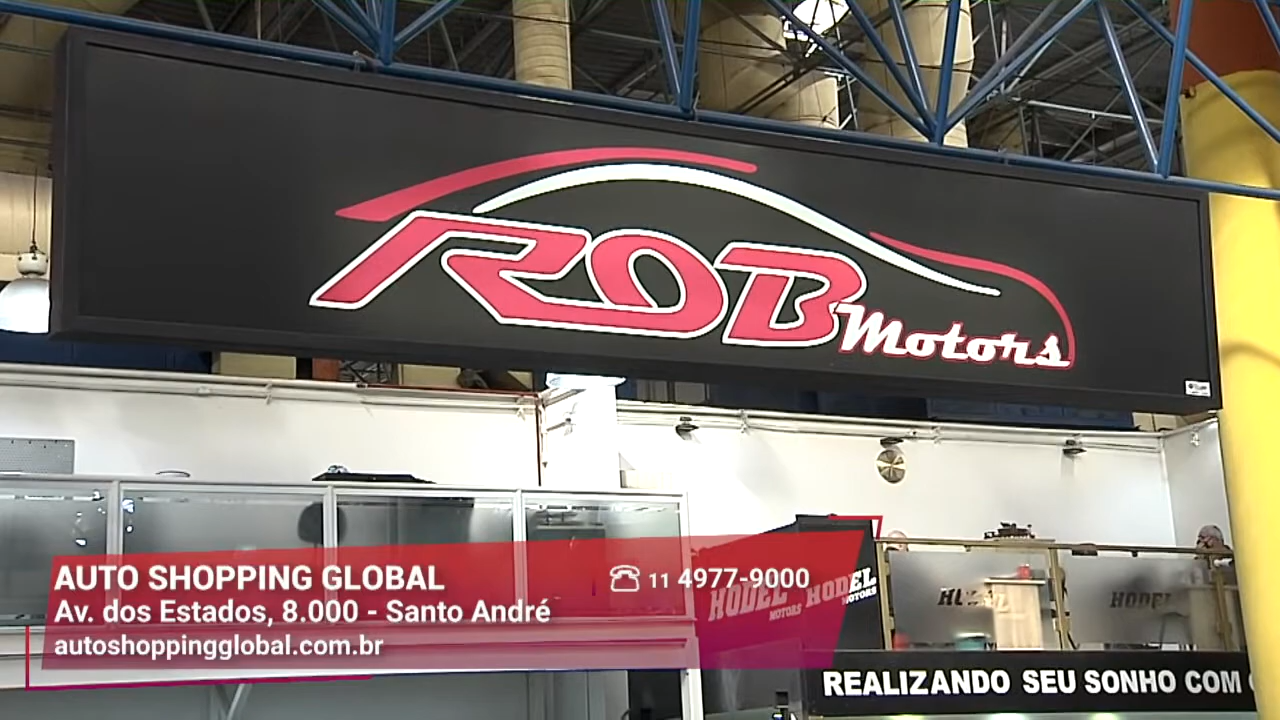 ROB Motors
AUTO SHOPPING GLOBAL
Av. dos Estados, 8.000 - Santo André
autoshoppingglobal.com.br
11 4977-9000
HODEL
MOTORS
HODEL
MOTORS
HODEL
REALIZANDO SEU SONHO COM